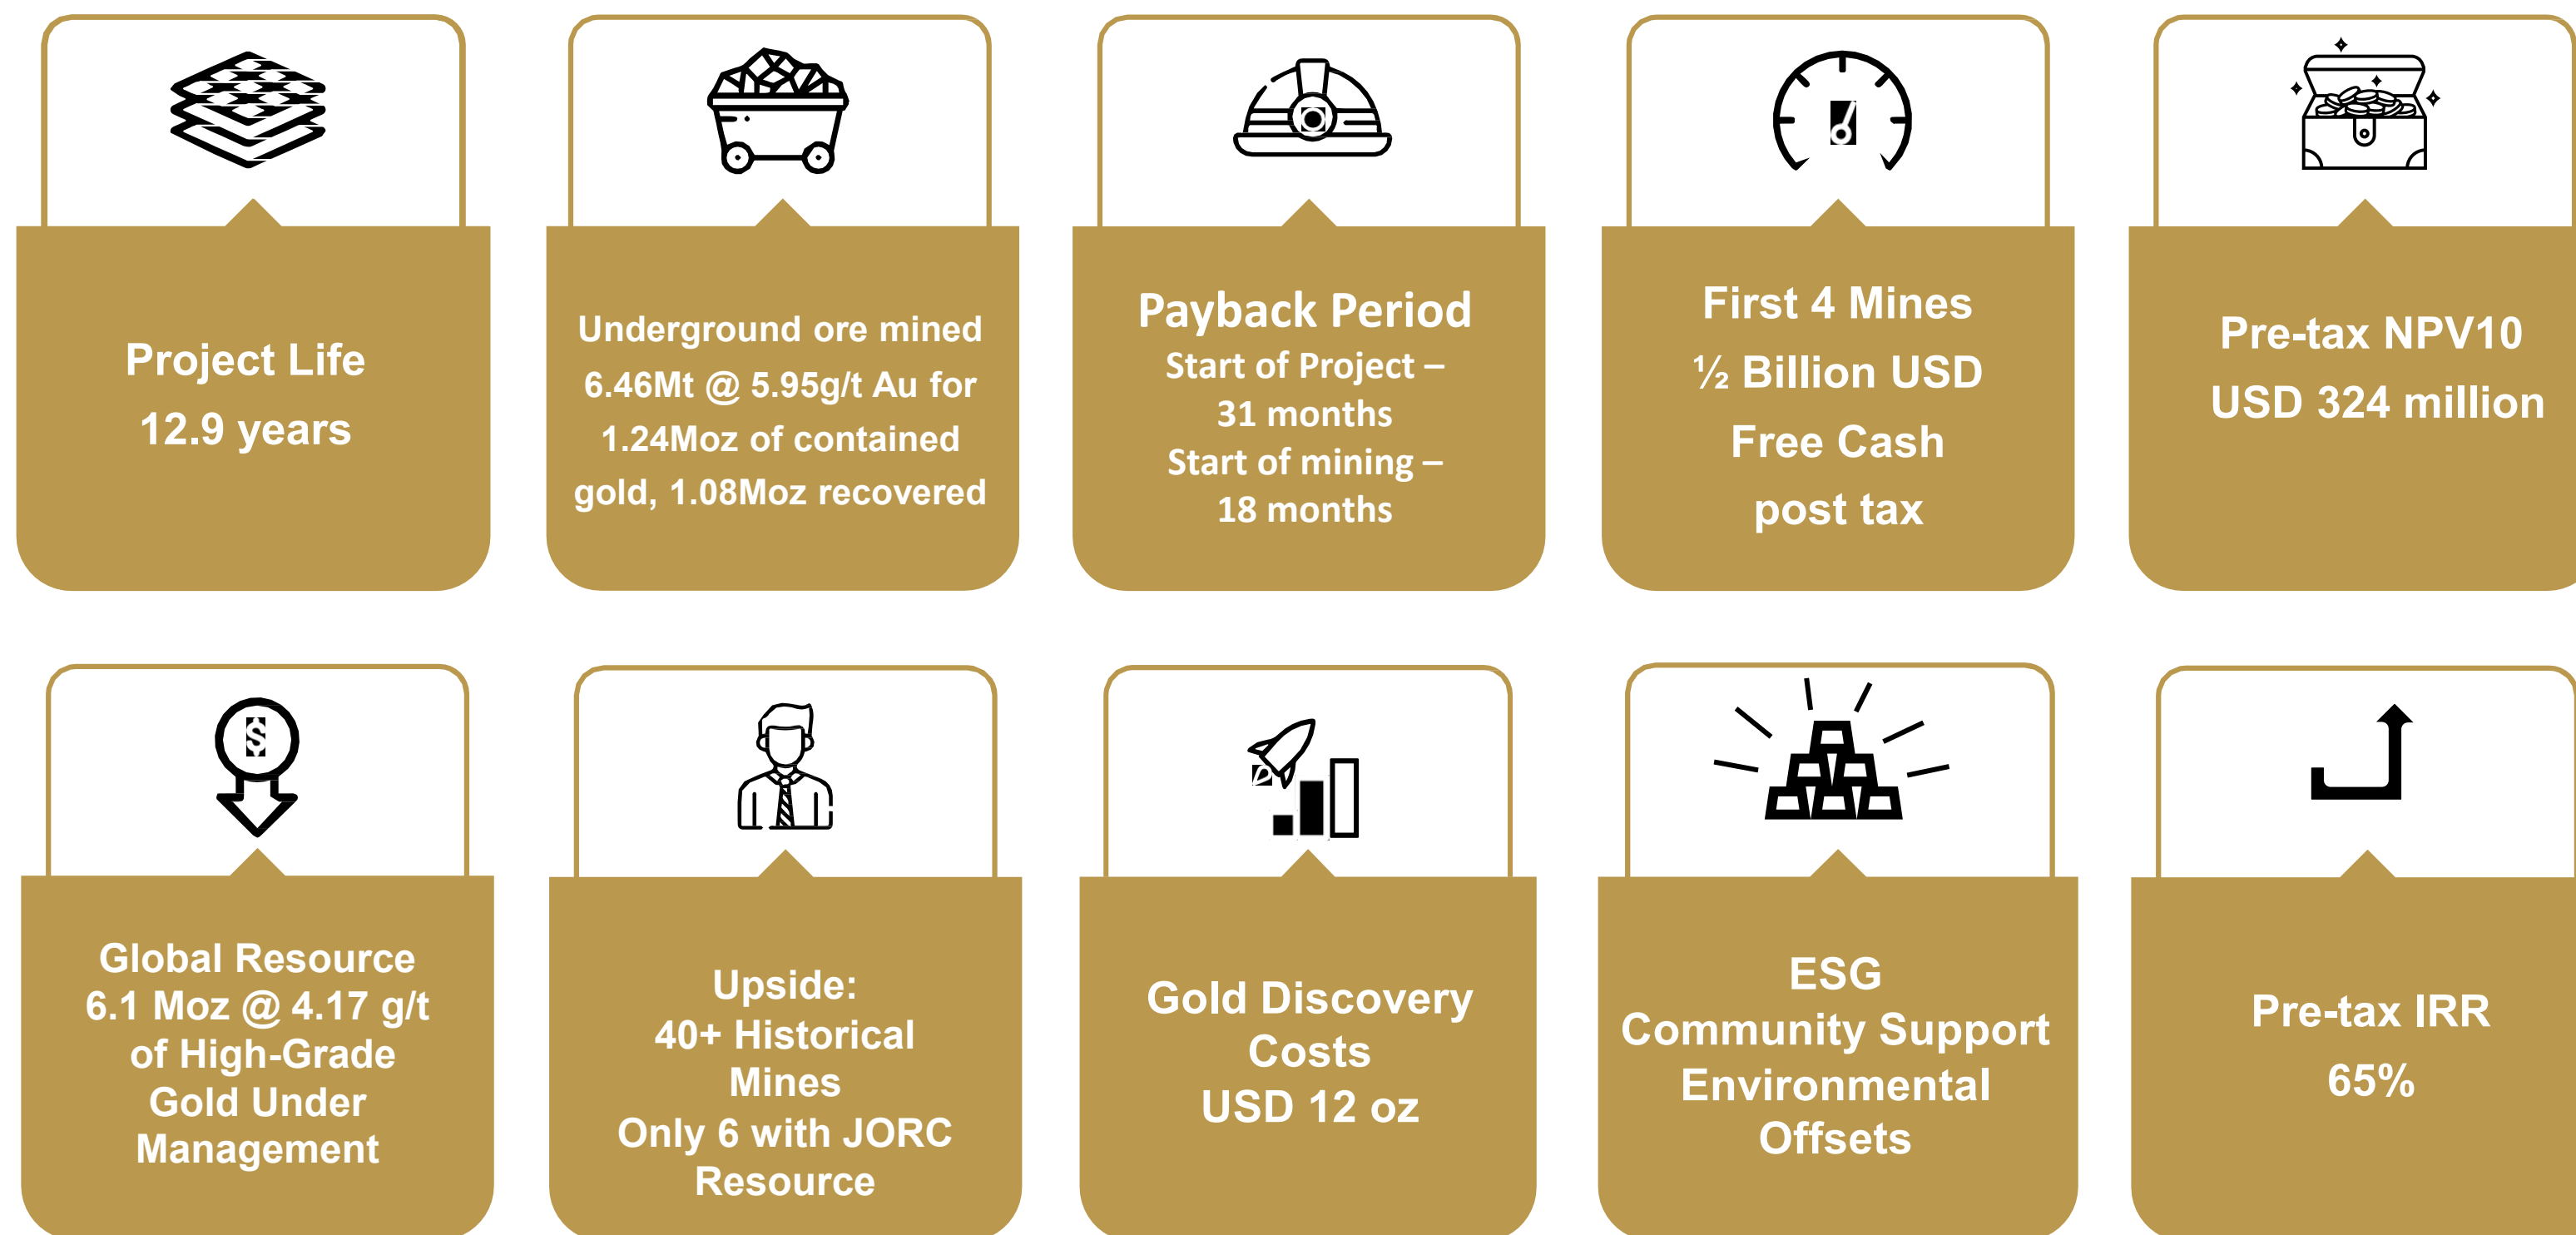 Project Life
12.9 years
Underground ore mined
6.46Mt @ 5.95g/t Au for
1.24Moz of contained
gold, 1.08Moz recovered
Payback Period
Start of Project –
31 months
Start of mining –
18 months
First 4 Mines
½ Billion USD
Free Cash
post tax
Pre-tax NPV10
USD 324 million
$
Global Resource
6.1 Moz @ 4.17 g/t
of High-Grade
Gold Under
Management
Upside:
40+ Historical
Mines
Only 6 with JORC
Resource
Gold Discovery
Costs
USD 12 oz
ESG
Community Support
Environmental
Offsets
Pre-tax IRR
65%